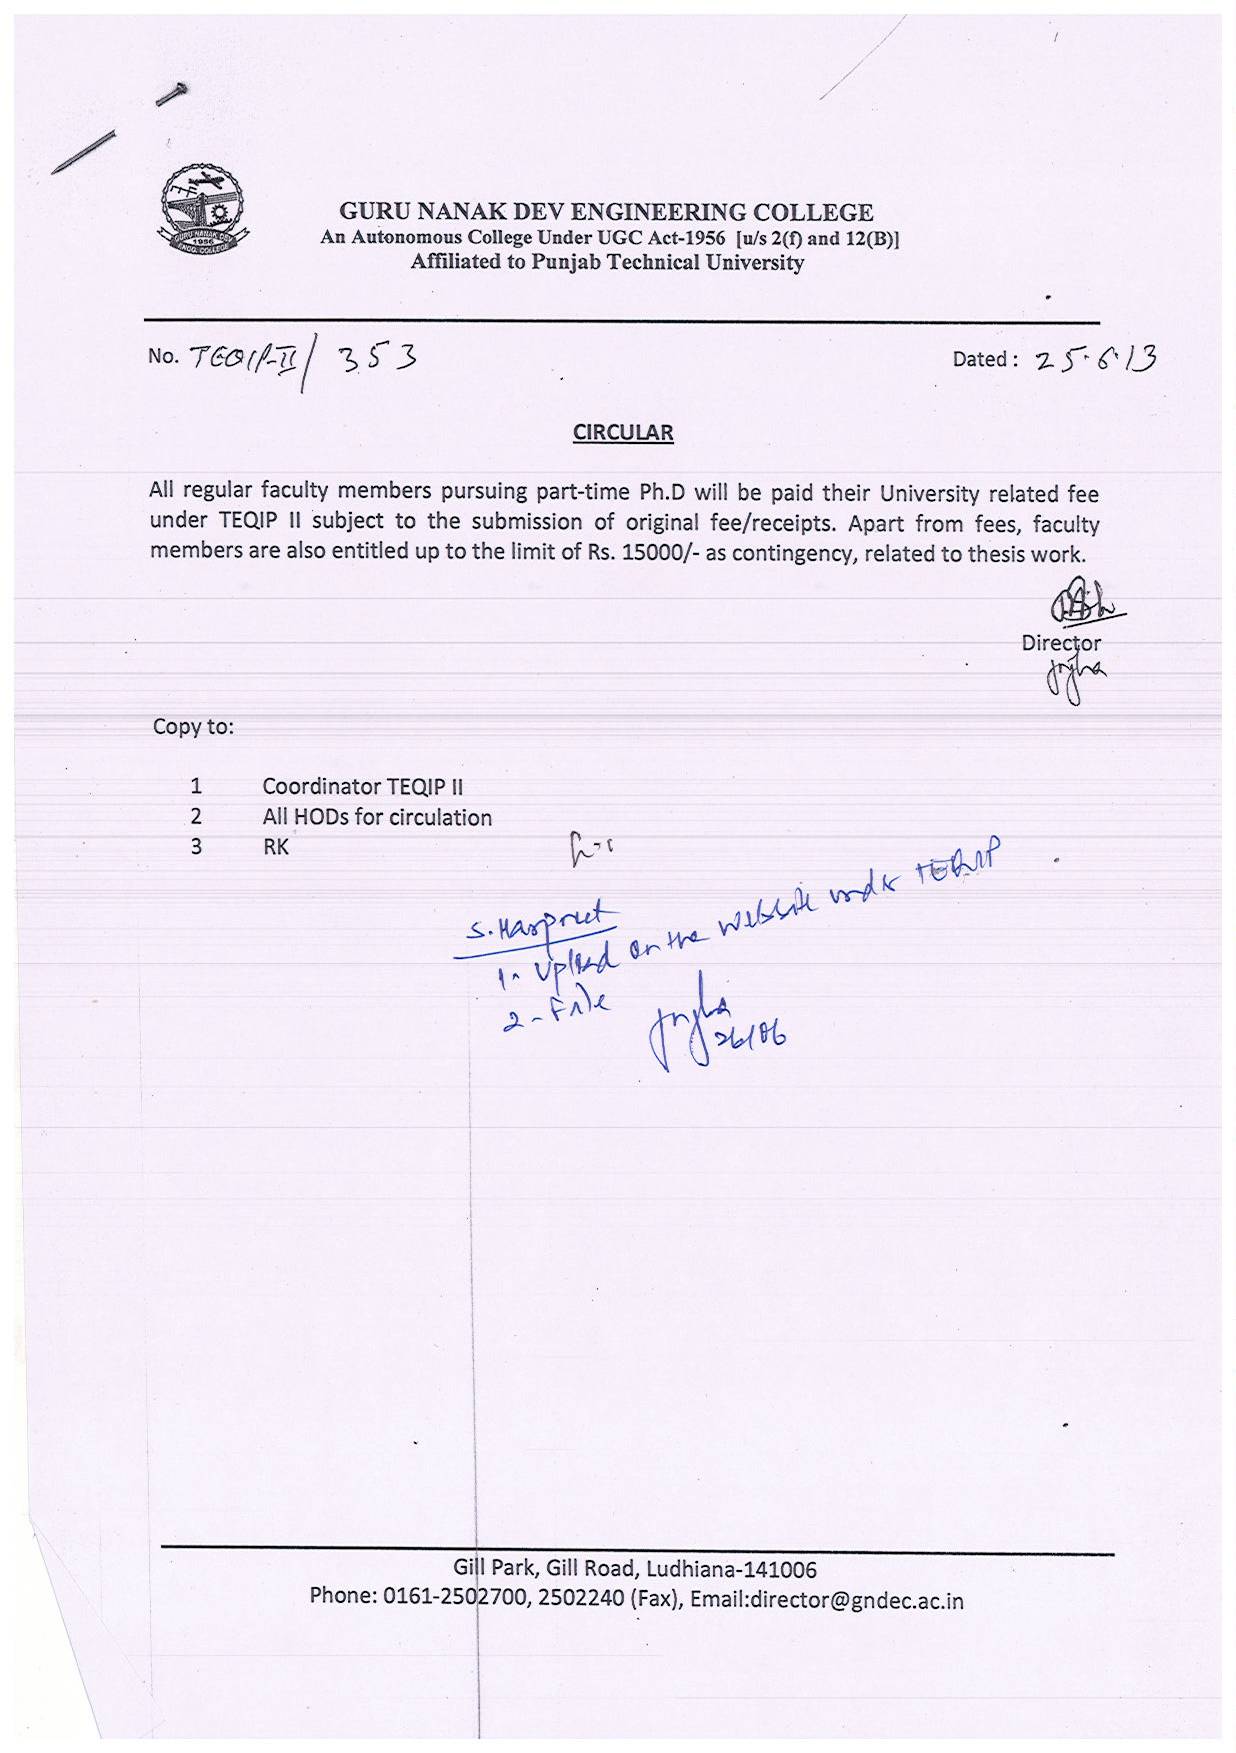 GURU NANAK DEV ENGINEERING COLLEGE
An Autonomous College Under UGC Act-1956 [u/s 2(f) and 12(B)]
Affiliated to Punjab Technical University
1956
No. TEQIP-II/ 353
Dated : 25.6.13
CIRCULAR
All regular faculty members pursuing part-time Ph.D will be paid their University related fee
under TEQIP II subject to the submission of original fee/receipts. Apart from fees, faculty
members are also entitled up to the limit of Rs. 15000/- as contingency, related to thesis work.
Director
Copy to:
1 Coordinator TEQIP II
2 All HODs for circulation
3 RK
S. Harpreet
1- Upload on the website under TEQIP
2- File
26/06
Gill Park, Gill Road, Ludhiana-141006
Phone: 0161-2502700, 2502240 (Fax), Email:director@gndec.ac.in